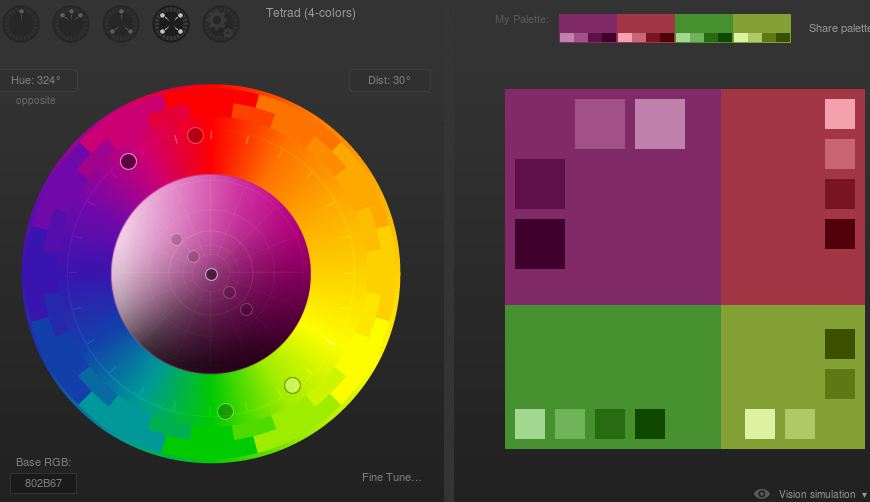 Tetrad (4-colors)
My Palette:
Share palette
Hue: 324°
Dist: 30°
opposite
Base RGB:
802B67
Fine Tune...
Vision simulation ▾